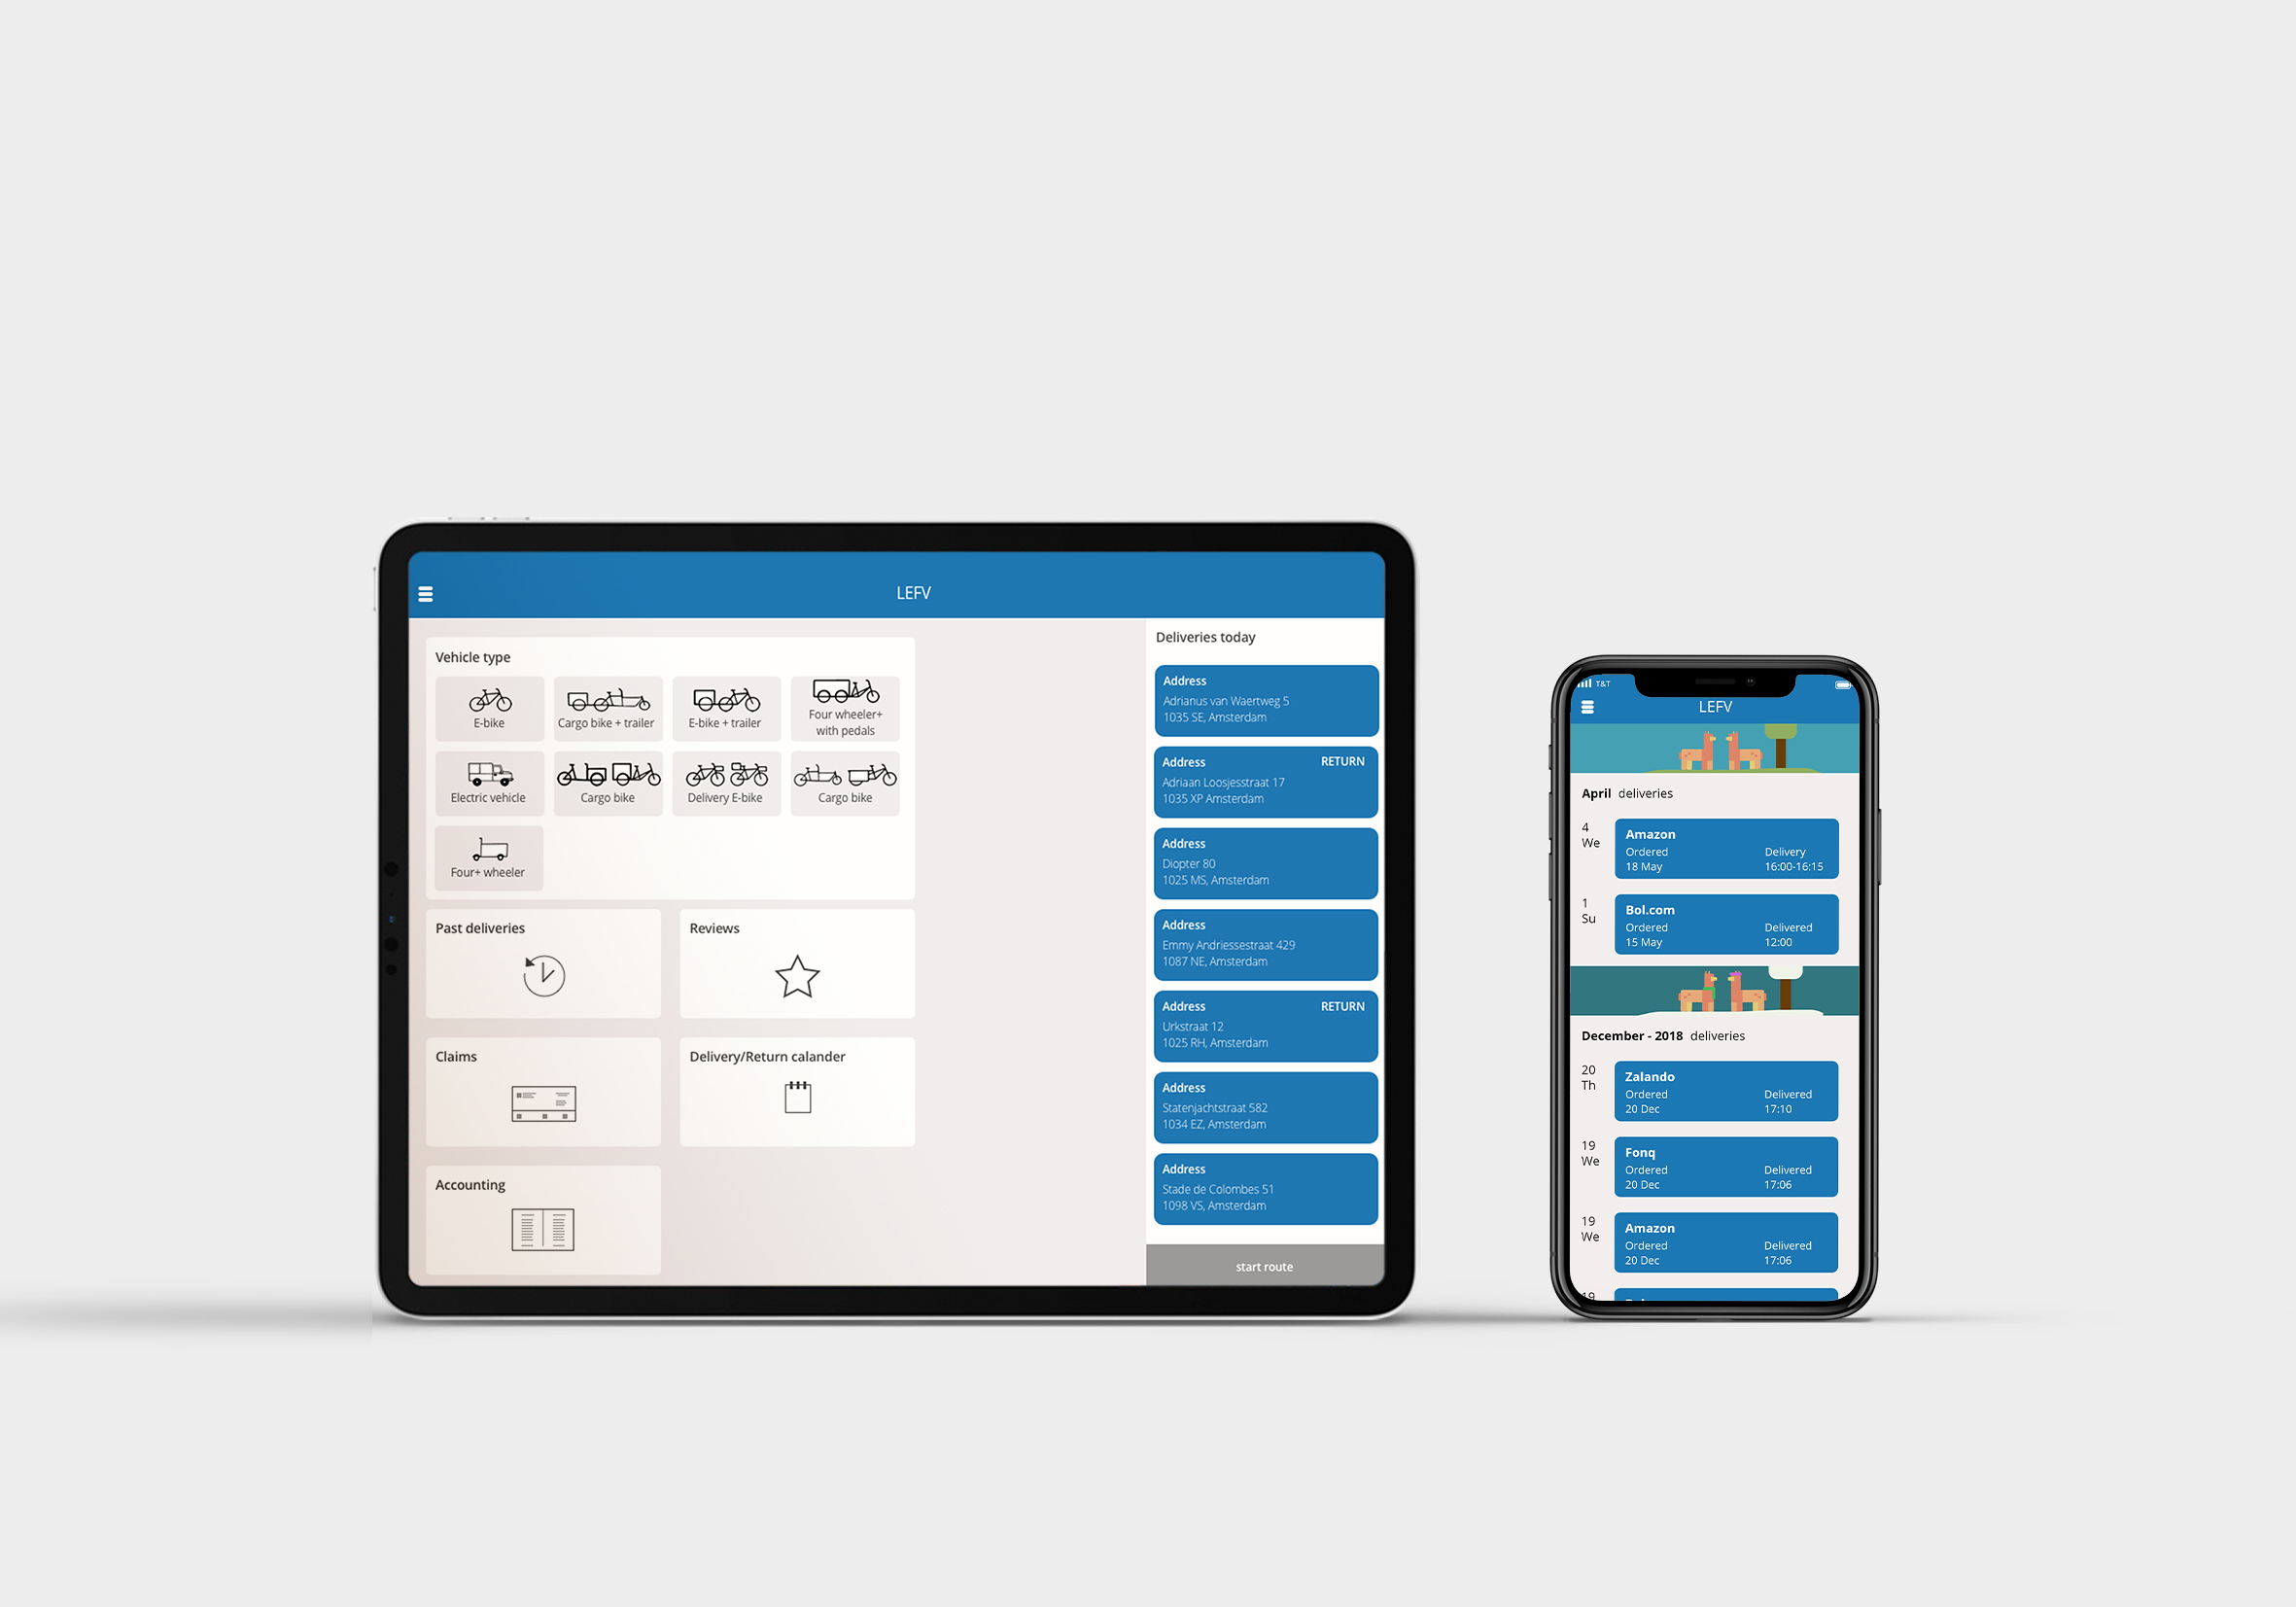 LEFV
Vehicle type
E-bike
Cargo bike + trailer
E-bike + trailer
Four wheeler+
with pedals
Electric vehicle
Cargo bike
Delivery E-bike
Cargo bike
Four+ wheeler
Past deliveries
Reviews
Claims
Delivery/Return calander
Accounting
Deliveries today
Address
Adrianus van Waertweg 5
1035 SE, Amsterdam
Address RETURN
Adriaan Loosjesstraat 17
1035 XP Amsterdam
Address
Diopter 80
1025 MS, Amsterdam
Address
Emmy Andriessestraat 429
1087 NE, Amsterdam
Address RETURN
Urkstraat 12
1025 RH, Amsterdam
Address
Statenjachtstraat 582
1034 EZ, Amsterdam
Address
Stade de Colombes 51
1098 VS, Amsterdam
start route
T&T
LEFV
April deliveries
4
We
Amazon
Ordered Delivery
18 May 16:00-16:15
1
Su
Bol.com
Ordered Delivered
15 May 12:00
December - 2018 deliveries
20
Th
Zalando
Ordered Delivered
20 Dec 17:10
19
We
Fonq
Ordered Delivered
20 Dec 17:06
19
We
Amazon
Ordered Delivered
20 Dec 17:06
19